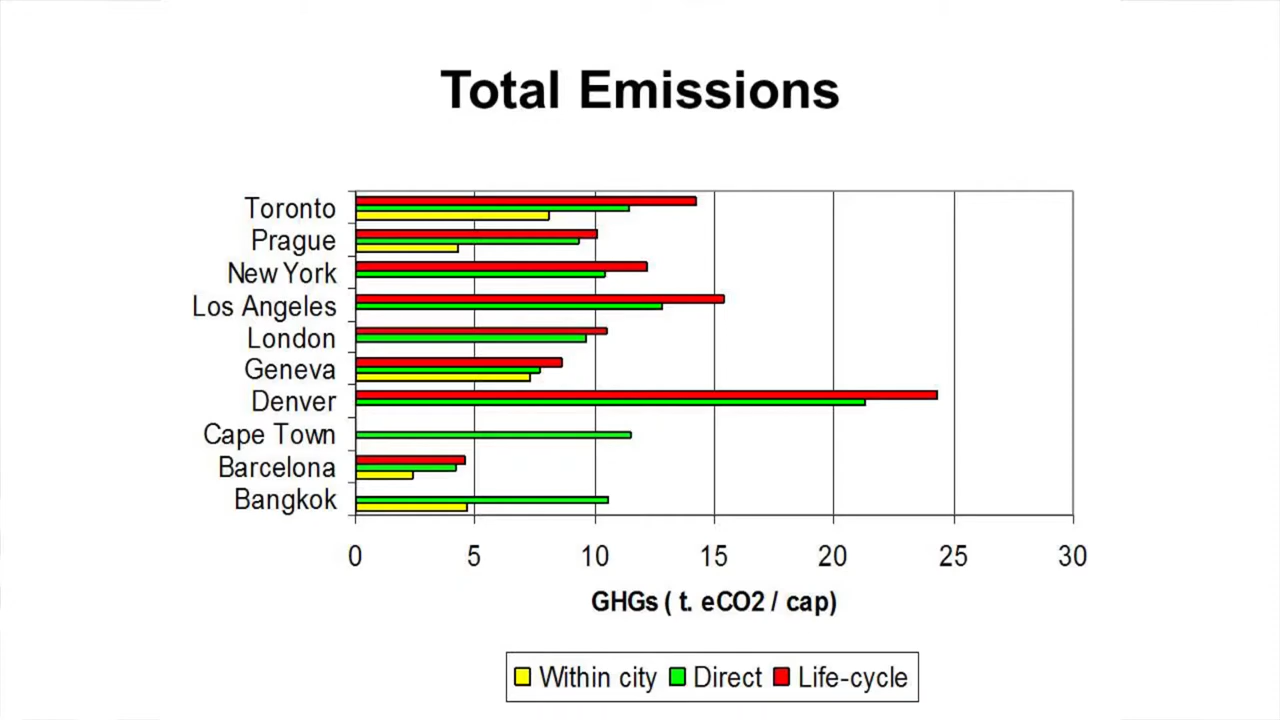 Total Emissions
Toronto
Prague
New York
Los Angeles
London
Geneva
Denver
Cape Town
Barcelona
Bangkok
0 5 10 15 20 25 30
GHGs ( t. eCO2 / cap)
Within city Direct Life-cycle